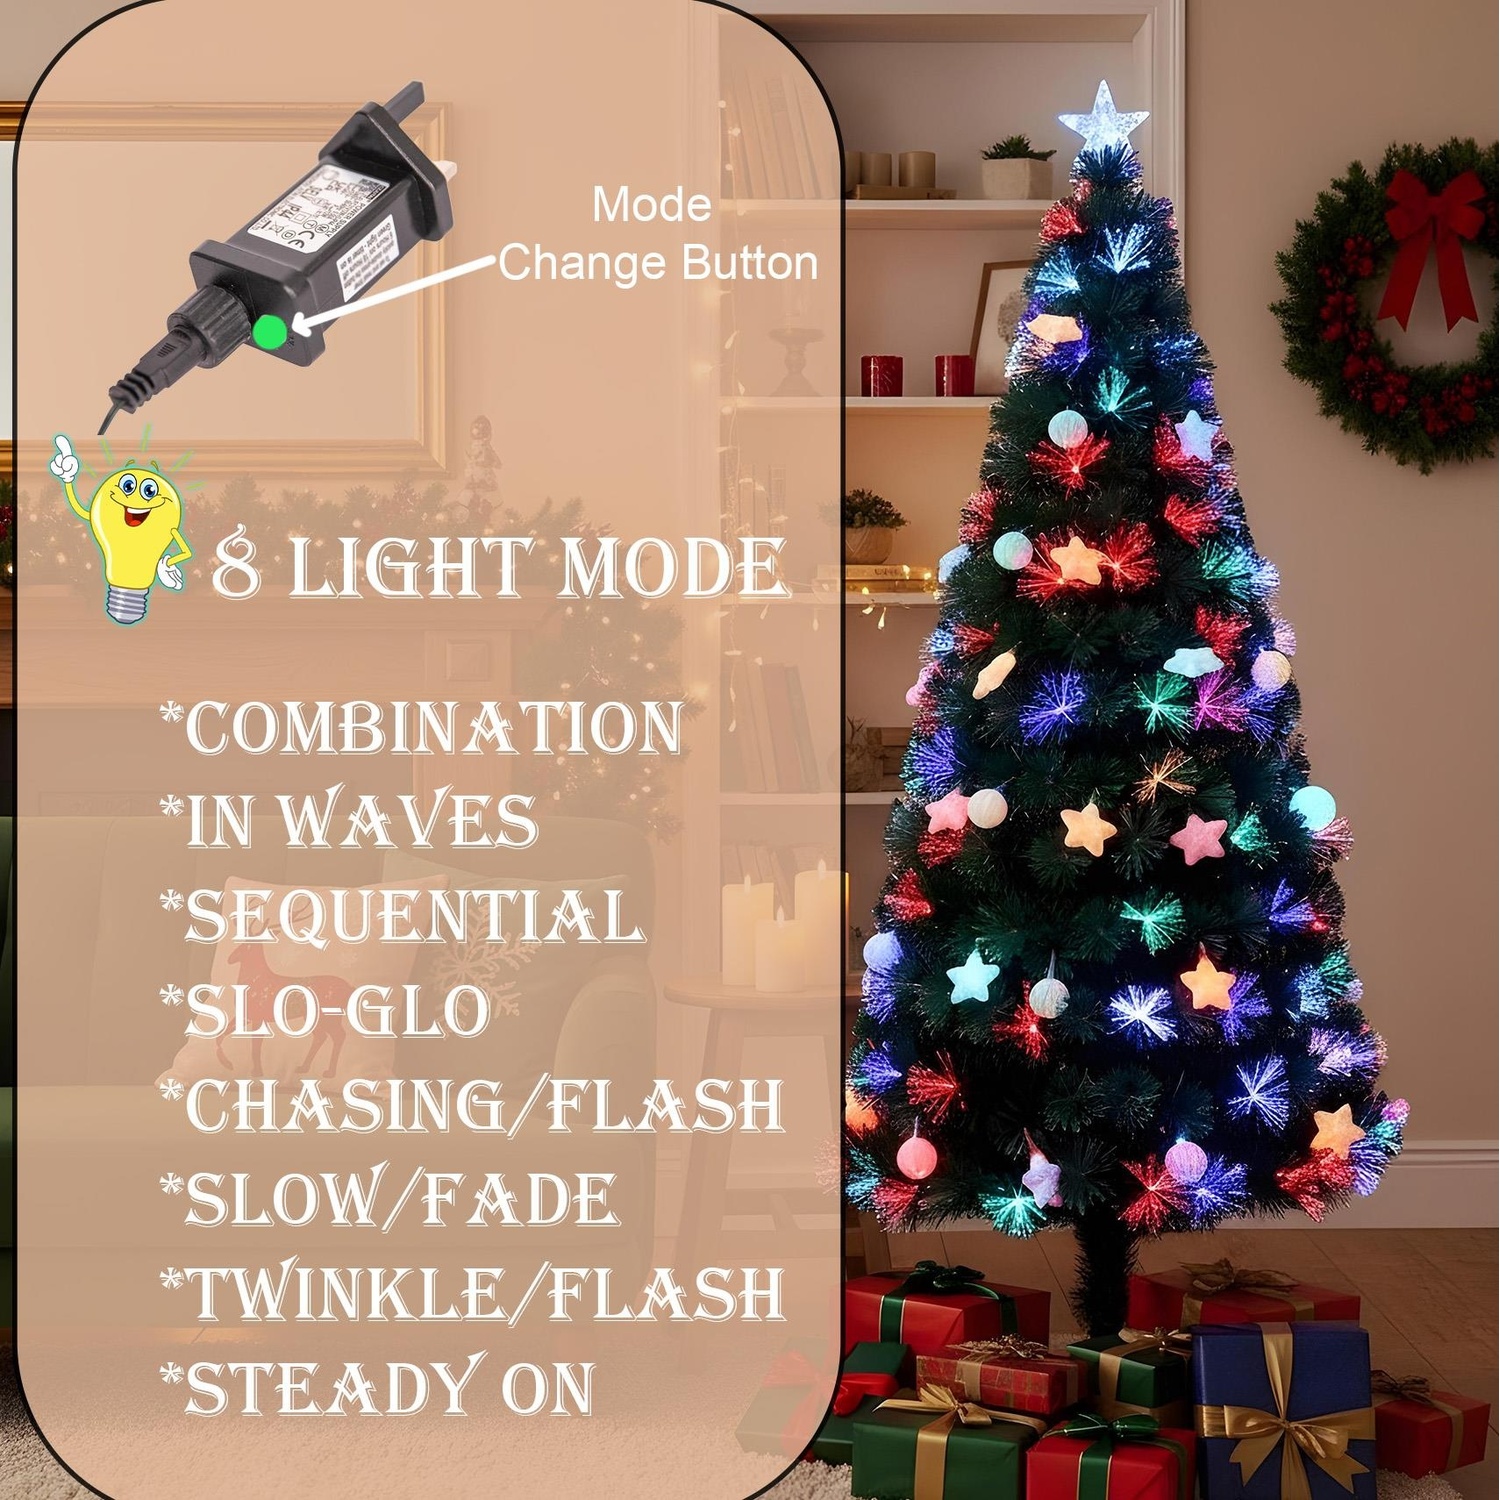 Mode
Change Button
8 LIGHT MODE
*COMBINATION
*IN WAVES
*SEQUENTIAL
*SLO-GLO
*CHASING/FLASH
*SLOW/FADE
*TWINKLE/FLASH
*STEADY ON